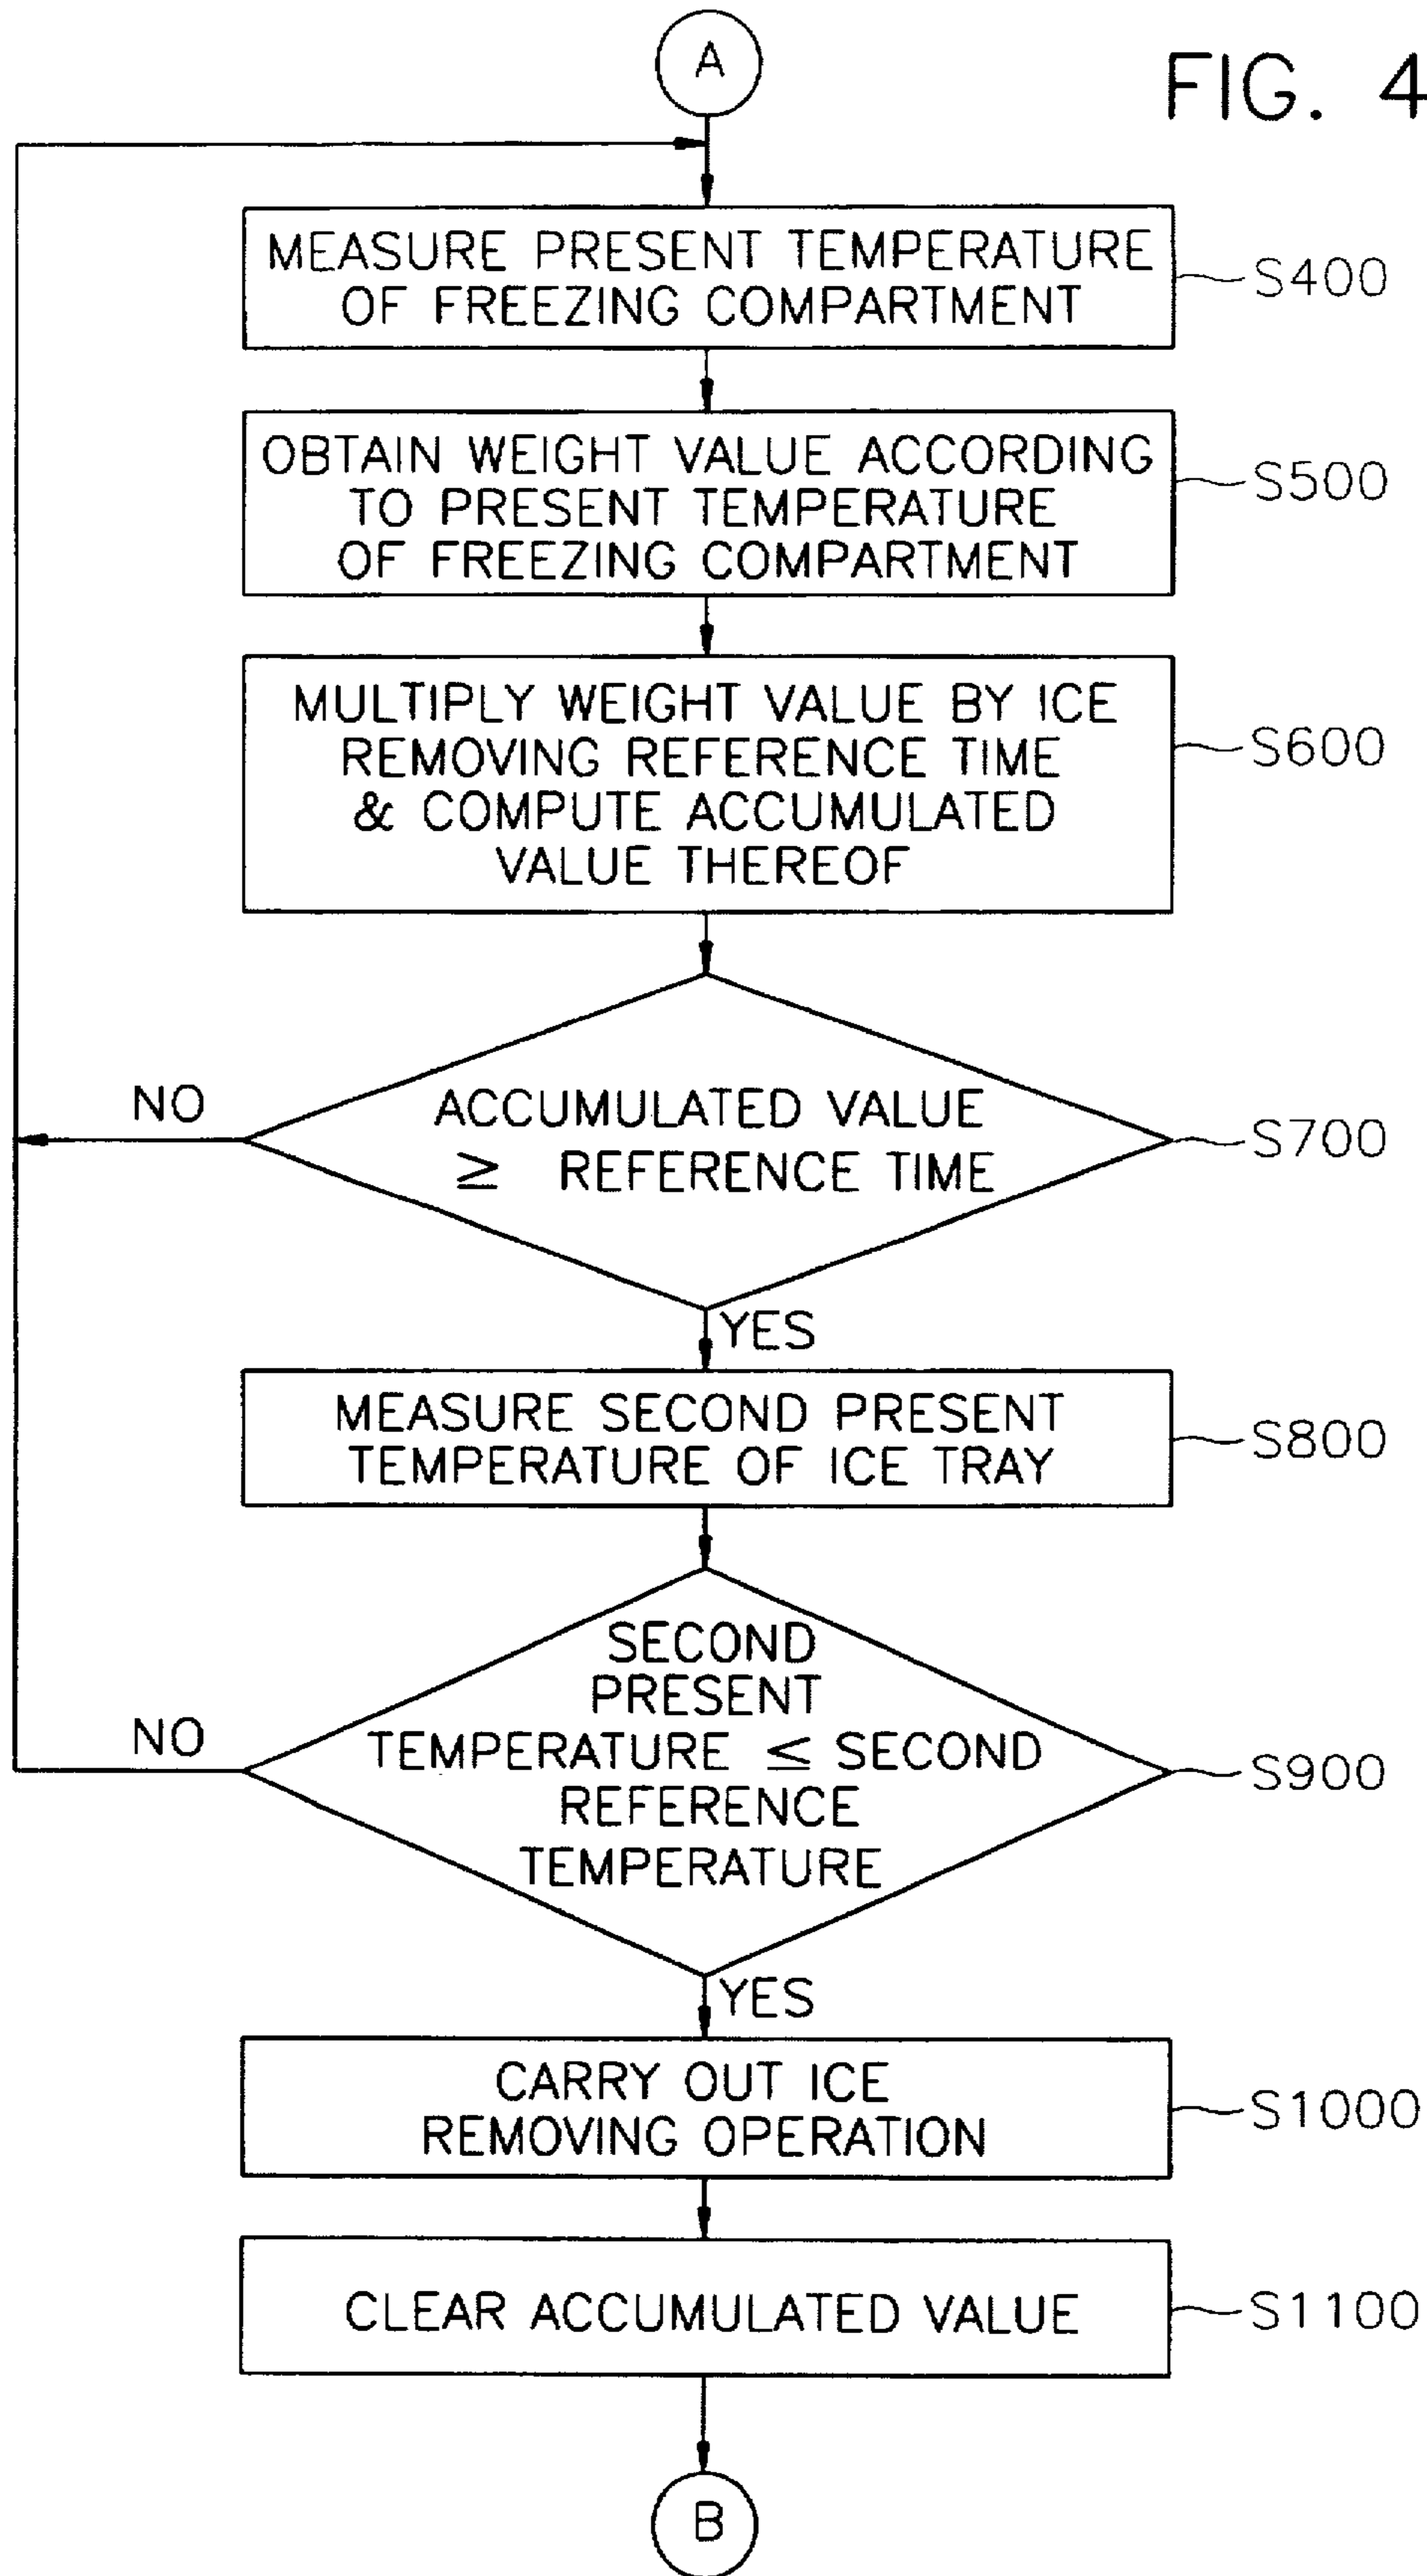 A
FIG. 4
MEASURE PRESENT TEMPERATURE
OF FREEZING COMPARTMENT
S400
OBTAIN WEIGHT VALUE ACCORDING
TO PRESENT TEMPERATURE
OF FREEZING COMPARTMENT
S500
MULTIPLY WEIGHT VALUE BY ICE
REMOVING REFERENCE TIME
& COMPUTE ACCUMULATED
VALUE THEREOF
S600
NO
ACCUMULATED VALUE
≥ REFERENCE TIME
S700
YES
MEASURE SECOND PRESENT
TEMPERATURE OF ICE TRAY
S800
NO
SECOND
PRESENT
TEMPERATURE ≤ SECOND
REFERENCE
TEMPERATURE
S900
YES
CARRY OUT ICE
REMOVING OPERATION
S1000
CLEAR ACCUMULATED VALUE
S1100
B